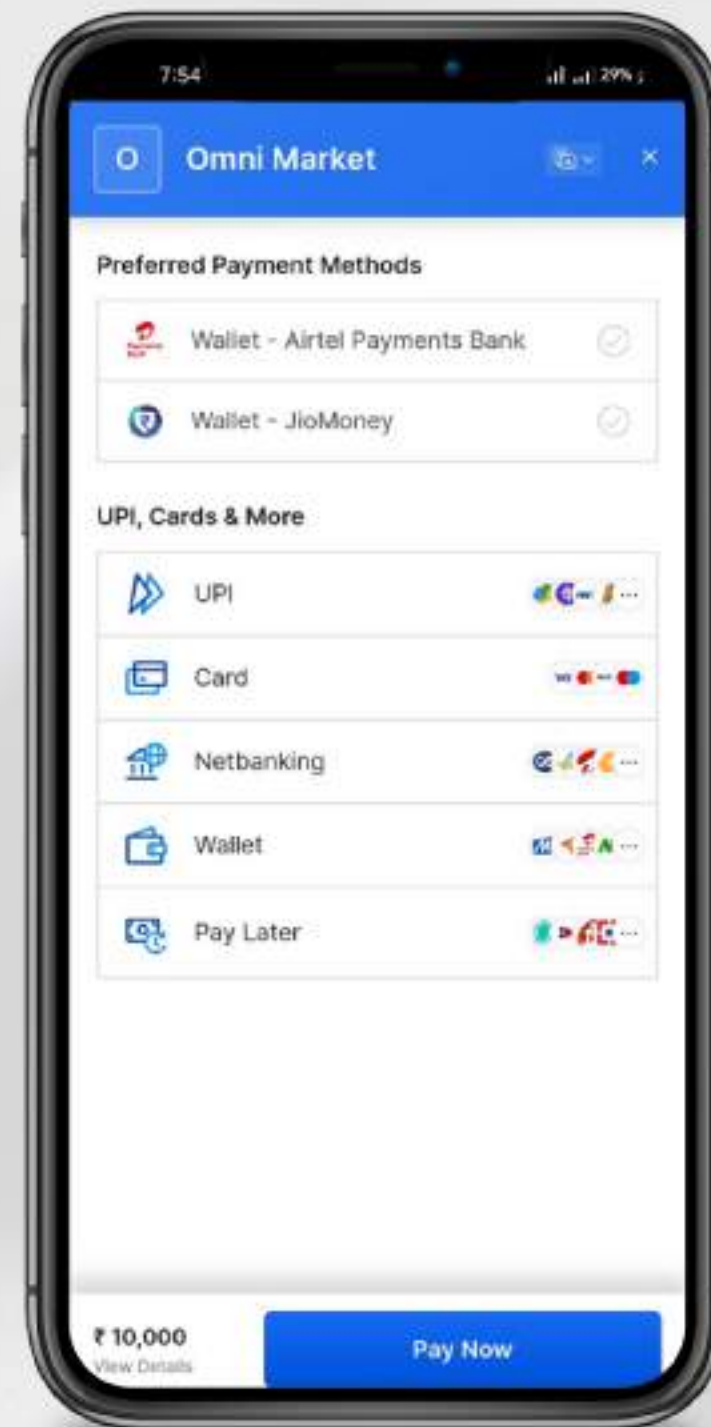 7:54
29%
O
Omni Market
Preferred Payment Methods
Wallet - Airtel Payments Bank
Wallet - JioMoney
UPI, Cards & More
UPI
Card
Netbanking
Wallet
Pay Later
₹ 10,000
View Details
Pay Now